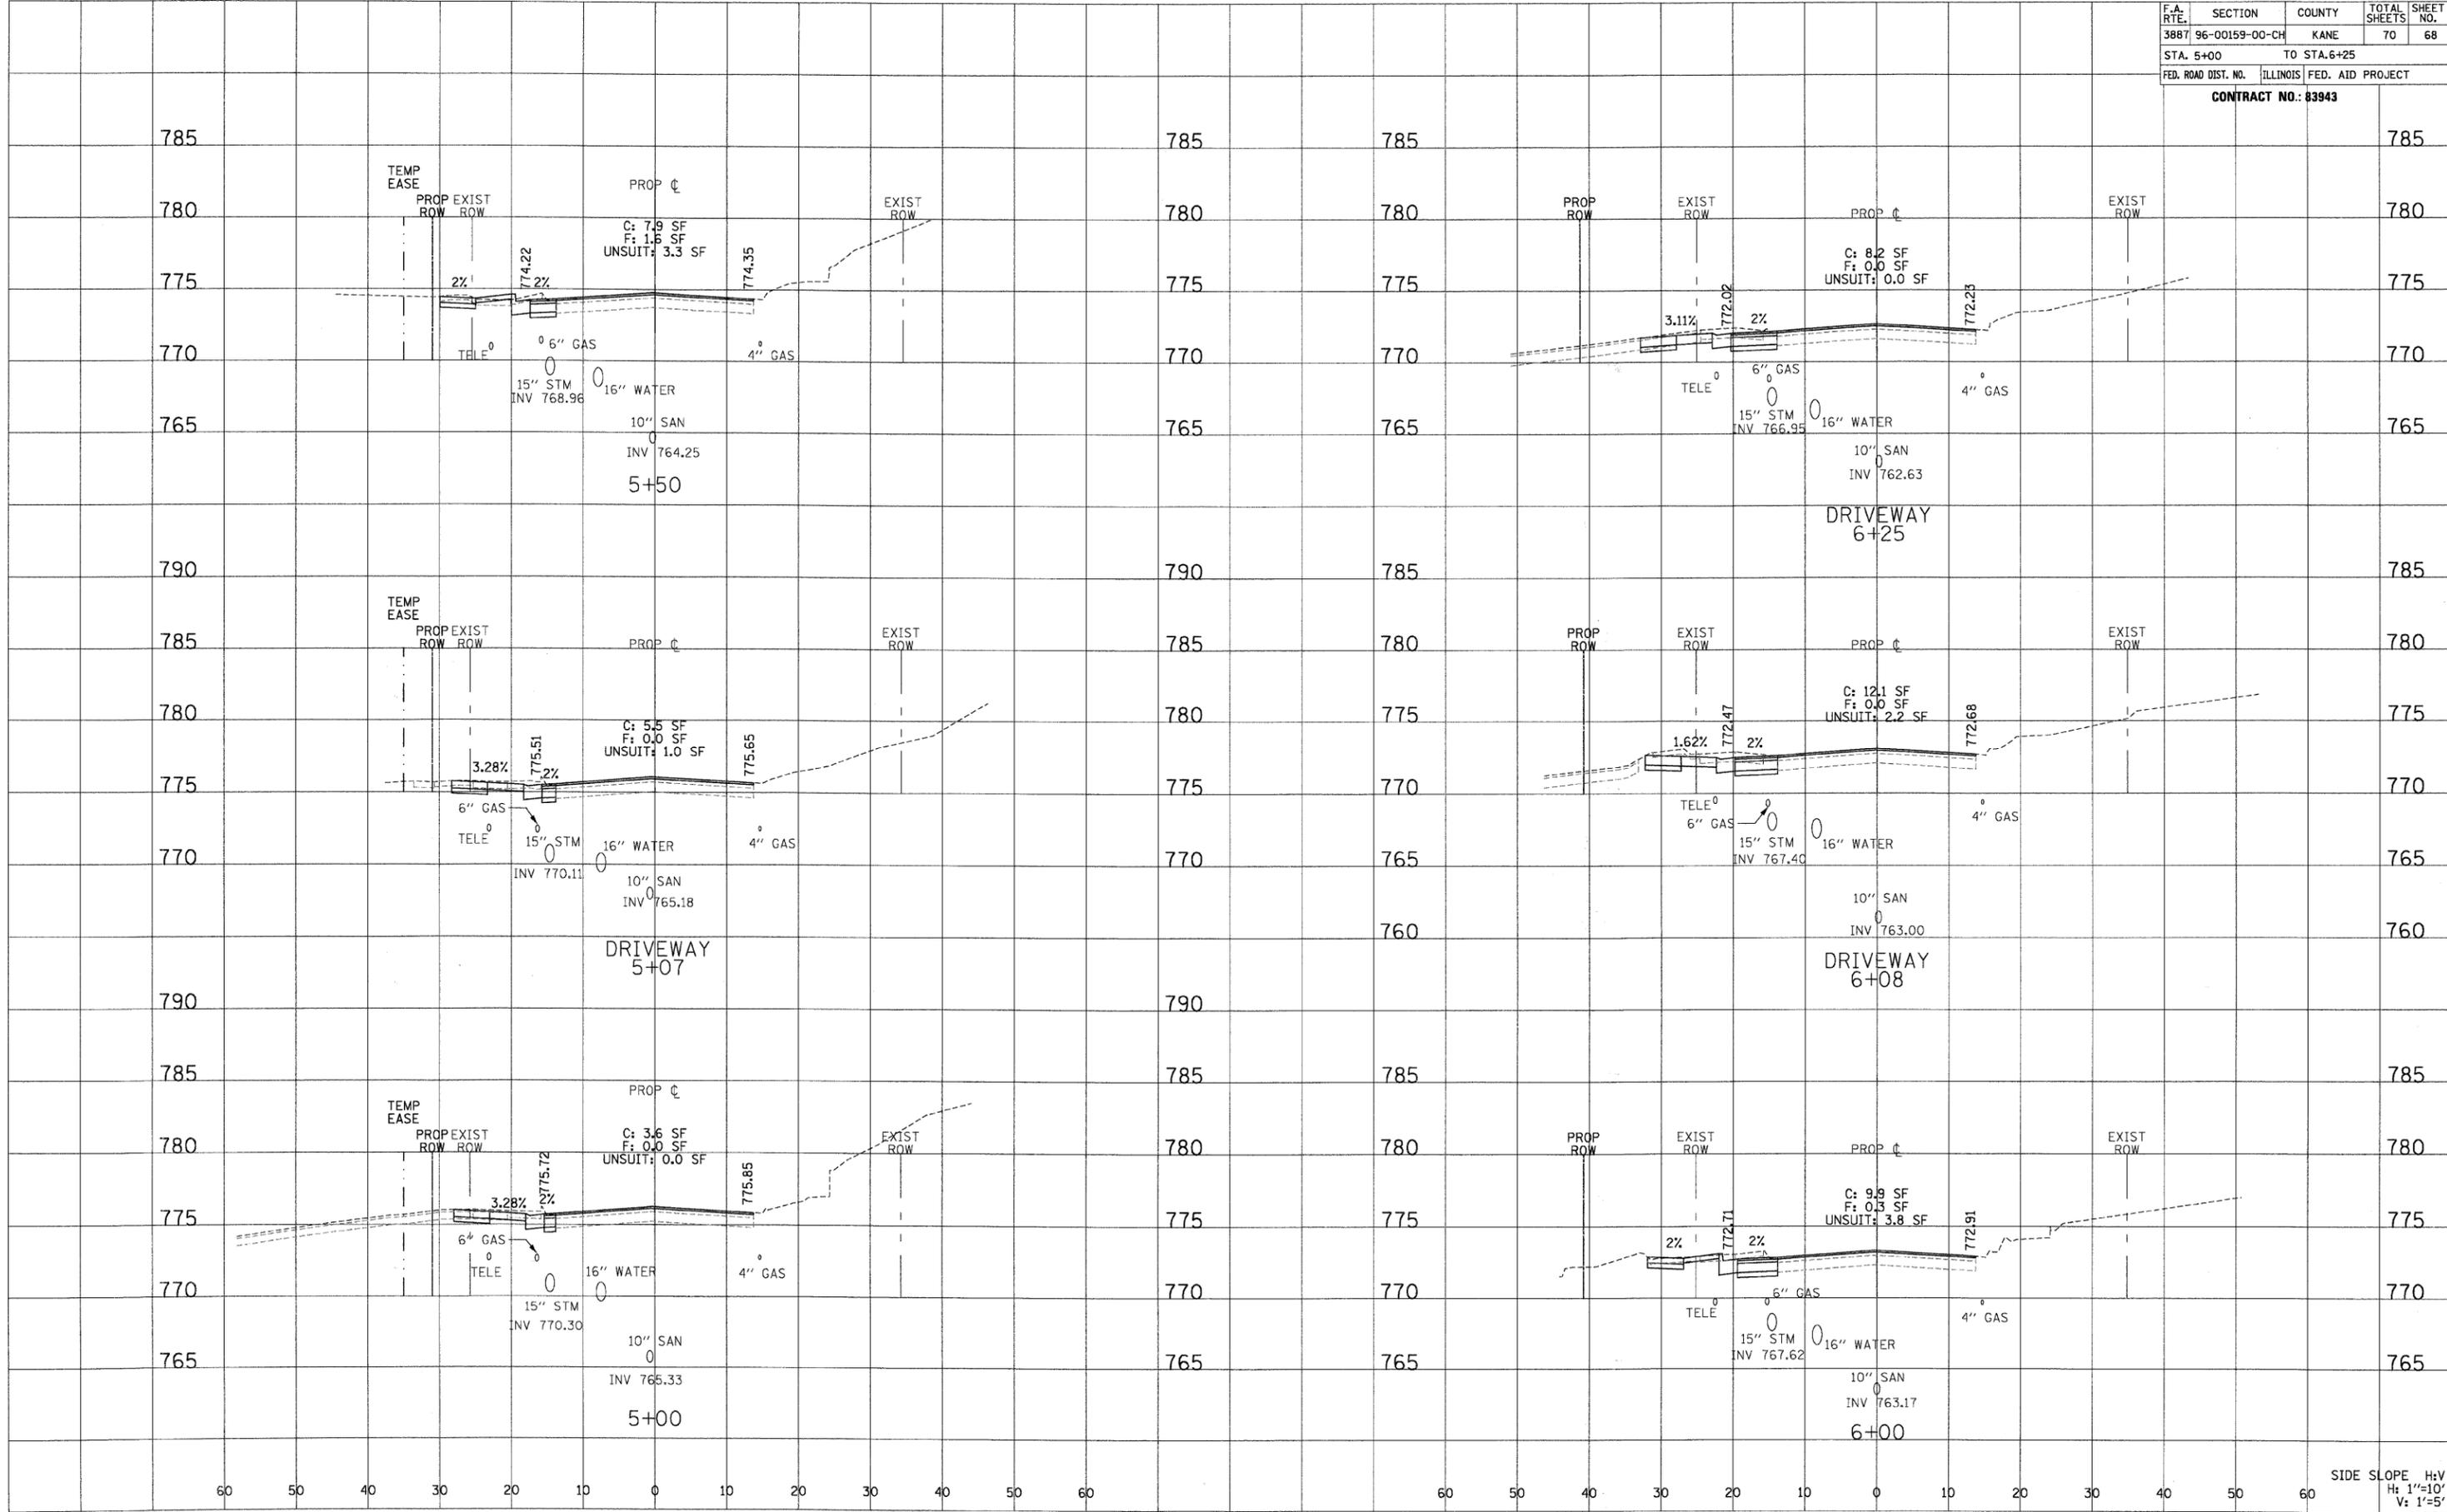 F.A. RTE. SECTION COUNTY TOTAL SHEETS SHEET NO.
3887 96-00159-00-CH KANE 70 68
STA. 5+00 TO STA.6+25
FED. ROAD DIST. NO. ILLINOIS FED. AID PROJECT
CONTRACT NO.: 83943
785 785
TEMP
EASE
PROP ℄
PROP EXIST
ROW ROW
EXIST
ROW
780 780
C: 7.9 SF
F: 1.6 SF
UNSUIT: 3.3 SF
774.22
774.35
2% 2%
775 775
TELE
6" GAS
4" GAS
770 770
15" STM
INV 768.96
16" WATER
10" SAN
765 765
INV 764.25
5+50
790 790
TEMP
EASE
PROP EXIST
ROW ROW
PROP ℄
EXIST
ROW
785 785
780 780
C: 5.5 SF
F: 0.0 SF
UNSUIT: 1.0 SF
775.51
775.65
3.28% 2%
775 775
6" GAS
TELE
15" STM
16" WATER
4" GAS
770 770
INV 770.11
10" SAN
INV 765.18
DRIVEWAY
5+07
790 790
785 785
PROP ℄
TEMP
EASE
PROP EXIST
ROW ROW
EXIST
ROW
780 780
C: 3.6 SF
F: 0.0 SF
UNSUIT: 0.0 SF
775.72
775.85
3.28% 2%
775 775
6" GAS
TELE
16" WATER
4" GAS
770 770
15" STM
INV 770.30
10" SAN
765 765
INV 765.33
5+00
785 785
PROP
ROW
EXIST
ROW
PROP ℄
EXIST
ROW
780 780
C: 8.2 SF
F: 0.0 SF
UNSUIT: 0.0 SF
772.02
772.23
775 775
3.11% 2%
770 770
6" GAS
TELE
4" GAS
15" STM
INV 766.95
16" WATER
765 765
10" SAN
INV 762.63
DRIVEWAY
6+25
785 785
PROP
ROW
EXIST
ROW
PROP ℄
EXIST
ROW
780 780
C: 12.1 SF
F: 0.0 SF
UNSUIT: 2.2 SF
772.47
772.68
775 775
1.62% 2%
770 770
TELE
6" GAS
4" GAS
15" STM
INV 767.40
16" WATER
765 765
10" SAN
INV 763.00
760 760
DRIVEWAY
6+08
785 785
PROP
ROW
EXIST
ROW
PROP ℄
EXIST
ROW
780 780
C: 9.9 SF
F: 0.3 SF
UNSUIT: 3.8 SF
772.71
772.91
775 775
2% 2%
770 770
6" GAS
TELE
4" GAS
15" STM
INV 767.62
16" WATER
765 765
10" SAN
INV 763.17
6+00
60 50 40 30 20 10 0 10 20 30 40 50 60 50 40 30 20 10 0 10 20 30 40 50 60
SIDE SLOPE H:V
H: 1"=10'
V: 1'=5'